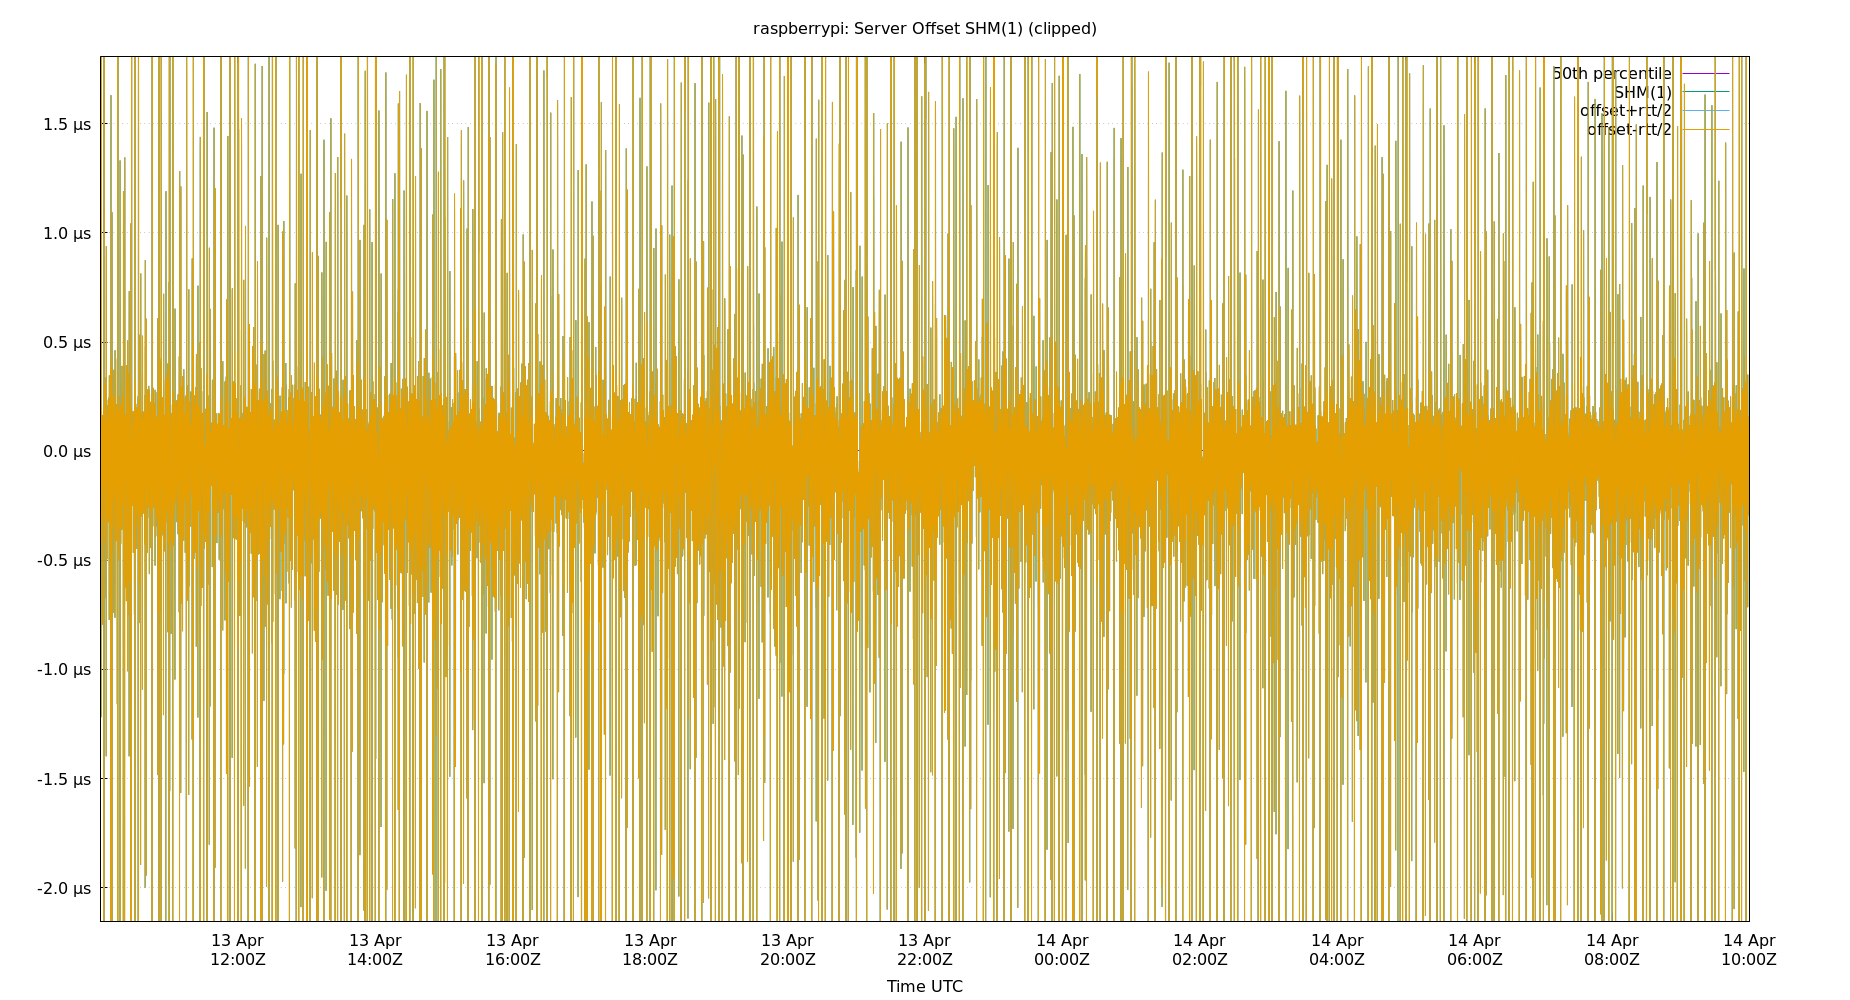 raspberrypi: Server Offset SHM(1) (clipped)
50th percentile
SHM(1)
offset+rtt/2
offset-rtt/2
1.5 µs
1.0 µs
0.5 µs
0.0 µs
-0.5 µs
-1.0 µs
-1.5 µs
-2.0 µs
13 Apr 13 Apr 13 Apr 13 Apr 13 Apr 13 Apr 14 Apr 14 Apr 14 Apr 14 Apr 14 Apr 14 Apr
12:00Z 14:00Z 16:00Z 18:00Z 20:00Z 22:00Z 00:00Z 02:00Z 04:00Z 06:00Z 08:00Z 10:00Z
Time UTC